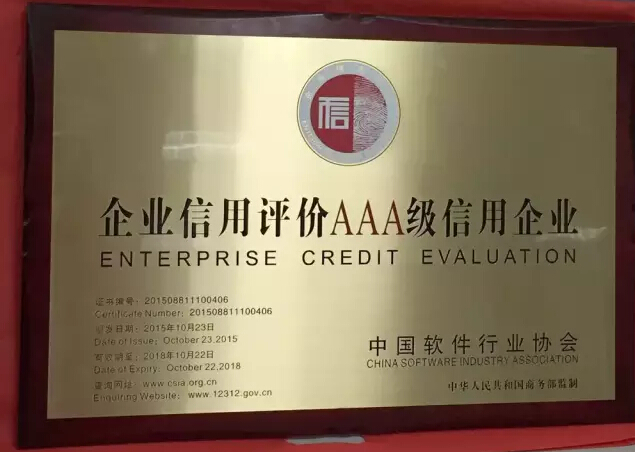 信
企业信用评价AAA级信用企业
ENTERPRISE CREDIT EVALUATION
证书编号：201508811100406
Certificate Number：201508811100406
颁发日期：2015年10月23日
Date of Issue：October 23.2015
有效期至：2018年10月22日
Date of Expiry：October 22,2018
查询网站：www.csia.org.cn
Enquiring Website：www.12312.gov.cn
中国软件行业协会
CHINA SOFTWARE INDUSTRY ASSOCIATION
中华人民共和国商务部监制